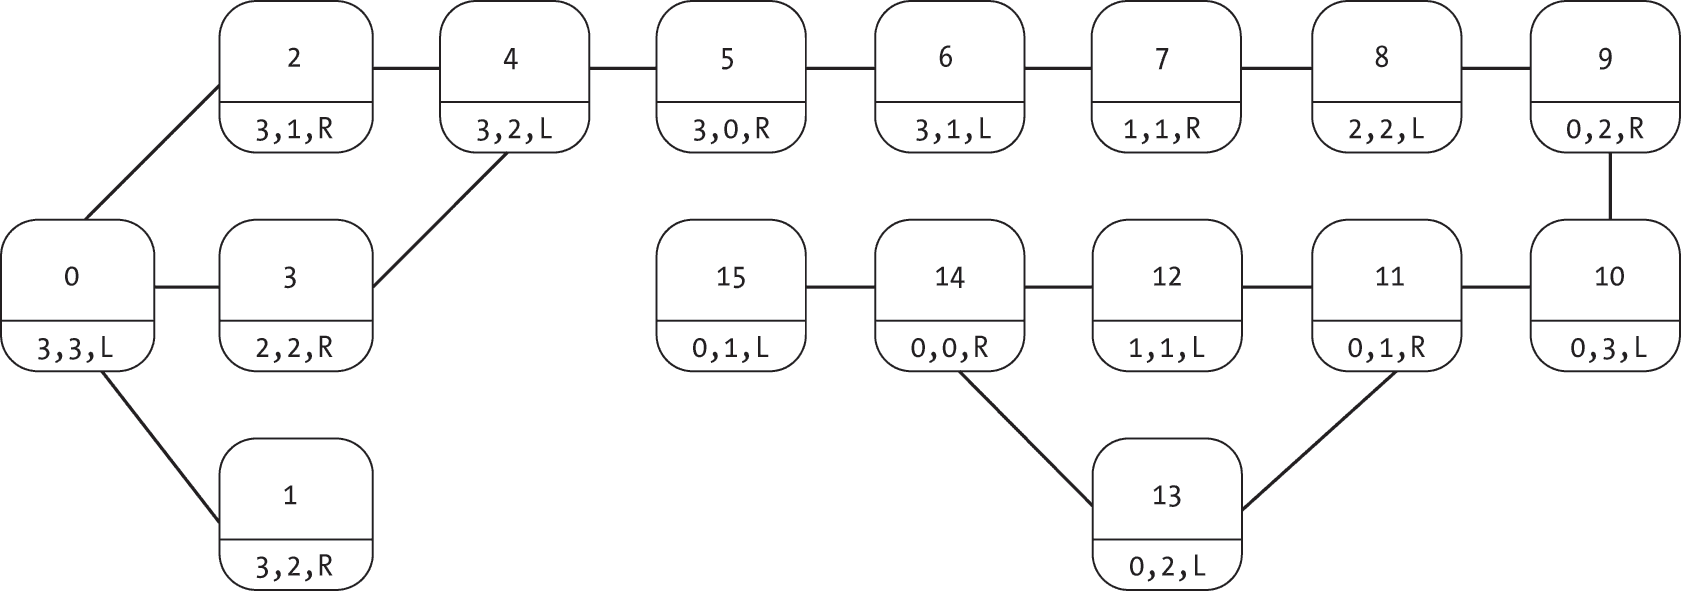 2 4 5 6 7 8 9
3,1,R 3,2,L 3,0,R 3,1,L 1,1,R 2,2,L 0,2,R
0 3 15 14 12 11 10
3,3,L 2,2,R 0,1,L 0,0,R 1,1,L 0,1,R 0,3,L
1 13
3,2,R 0,2,L